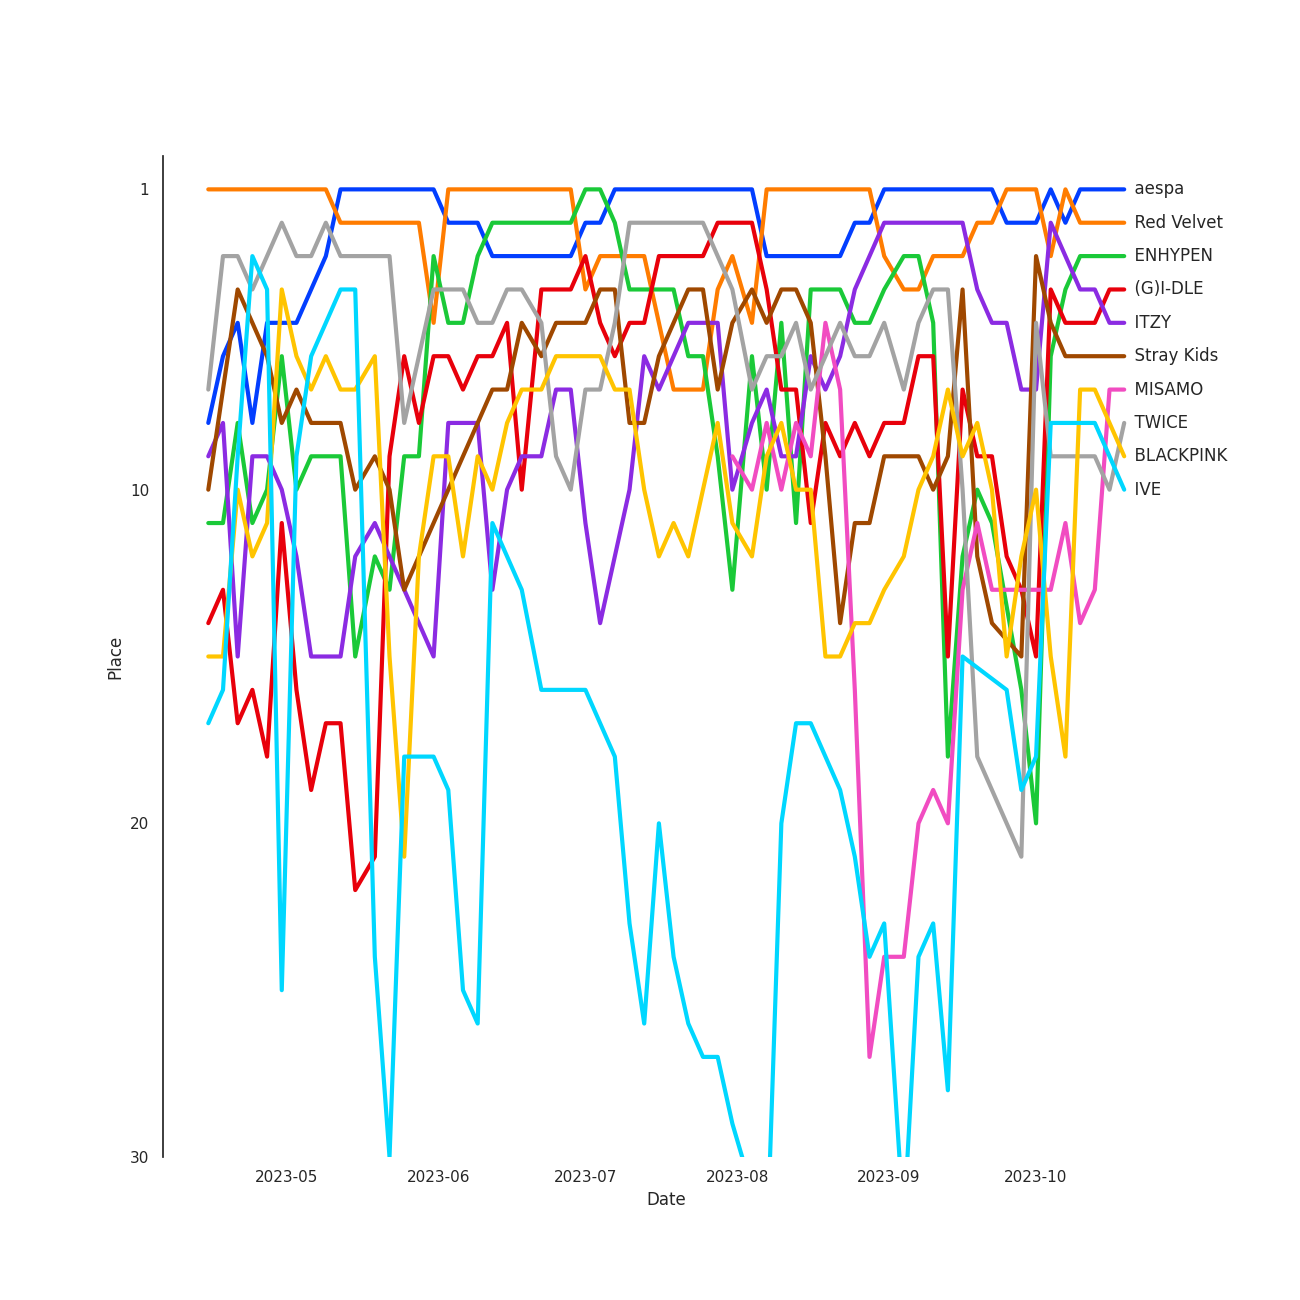 1
10
20
30
Place
2023-05
2023-06
2023-07
2023-08
2023-09
2023-10
Date
aespa
Red Velvet
ENHYPEN
(G)I-DLE
ITZY
Stray Kids
MISAMO
TWICE
BLACKPINK
IVE